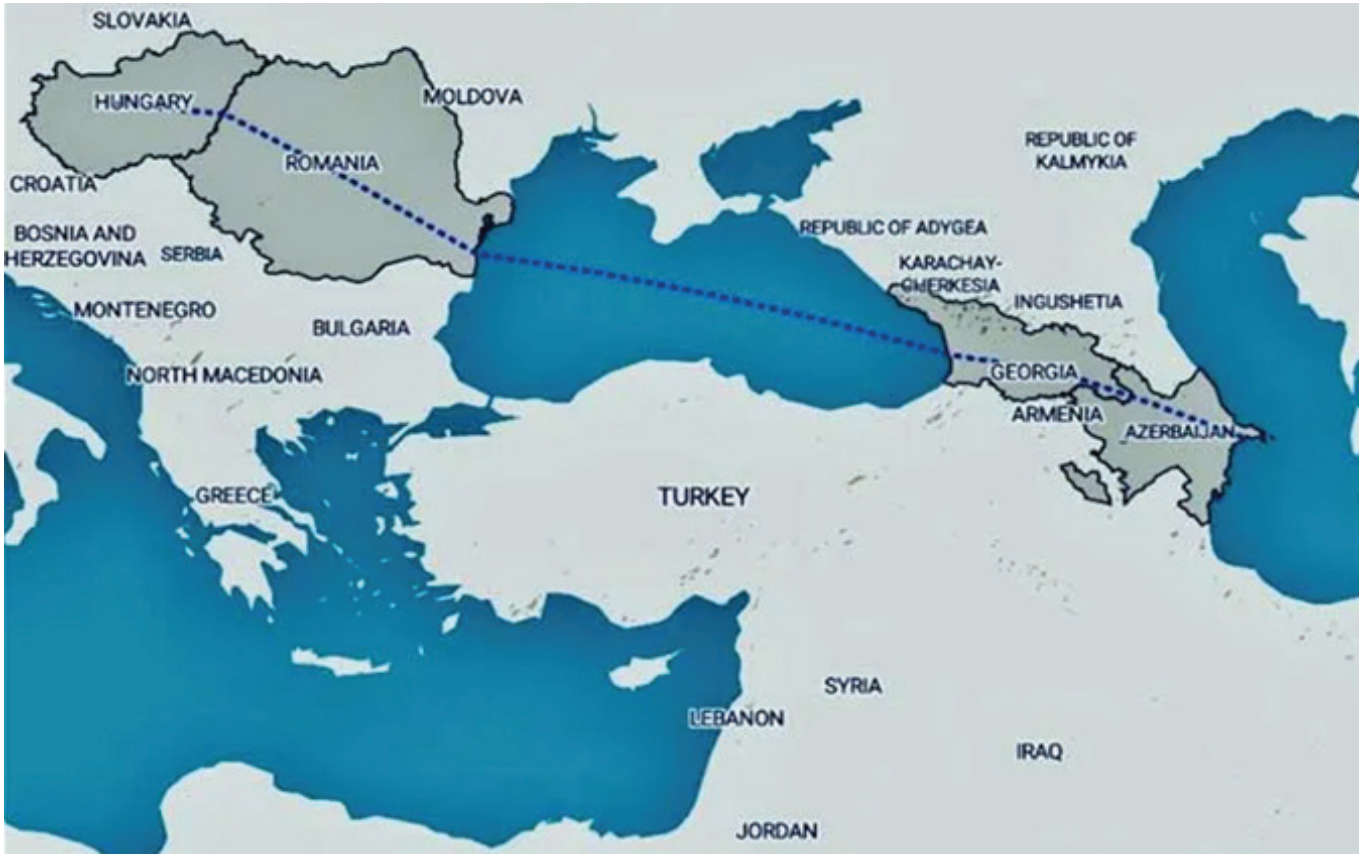 SLOVAKIA
HUNGARY
MOLDOVA
ROMANIA
REPUBLIC OF
KALMYKIA
CROATIA
BOSNIA AND
HERZEGOVINA
SERBIA
REPUBLIC OF ADYGEA
KARACHAY-
CHERKESIA
INGUSHETIA
MONTENEGRO
BULGARIA
NORTH MACEDONIA
GEORGIA
ARMENIA
AZERBAIJAN
GREECE
TURKEY
SYRIA
LEBANON
IRAQ
JORDAN